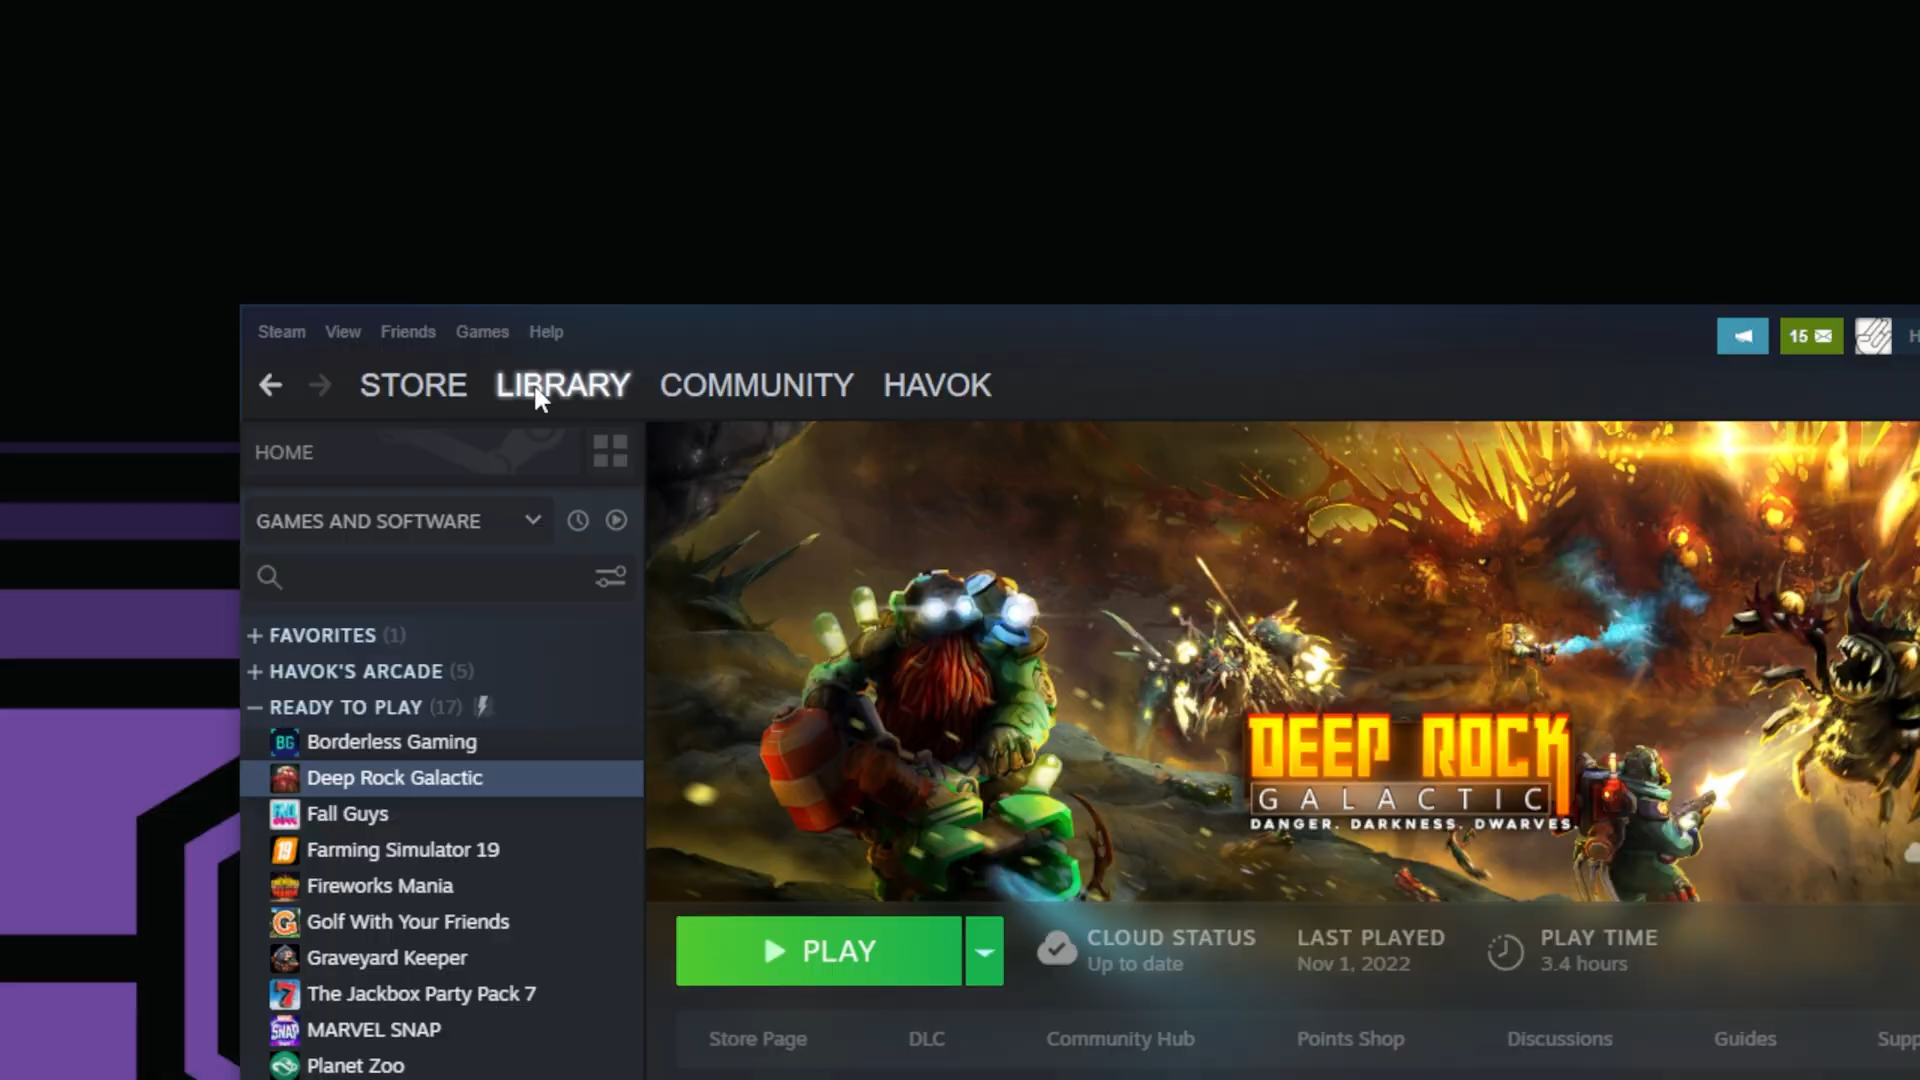 Steam View Friends Games Help
15
STORE LIBRARY COMMUNITY HAVOK
HOME
GAMES AND SOFTWARE
+ FAVORITES (1)
+ HAVOK'S ARCADE (5)
— READY TO PLAY (17)
BG Borderless Gaming
Deep Rock Galactic
Fall Guys
19 Farming Simulator 19
Fireworks Mania
G Golf With Your Friends
Graveyard Keeper
7 The Jackbox Party Pack 7
SNAP MARVEL SNAP
Planet Zoo
DEEP ROCK
GALACTIC
DANGER. DARKNESS. DWARVES.
PLAY
CLOUD STATUS
Up to date
LAST PLAYED
Nov 1, 2022
PLAY TIME
3.4 hours
Store Page DLC Community Hub Points Shop Discussions Guides Supp